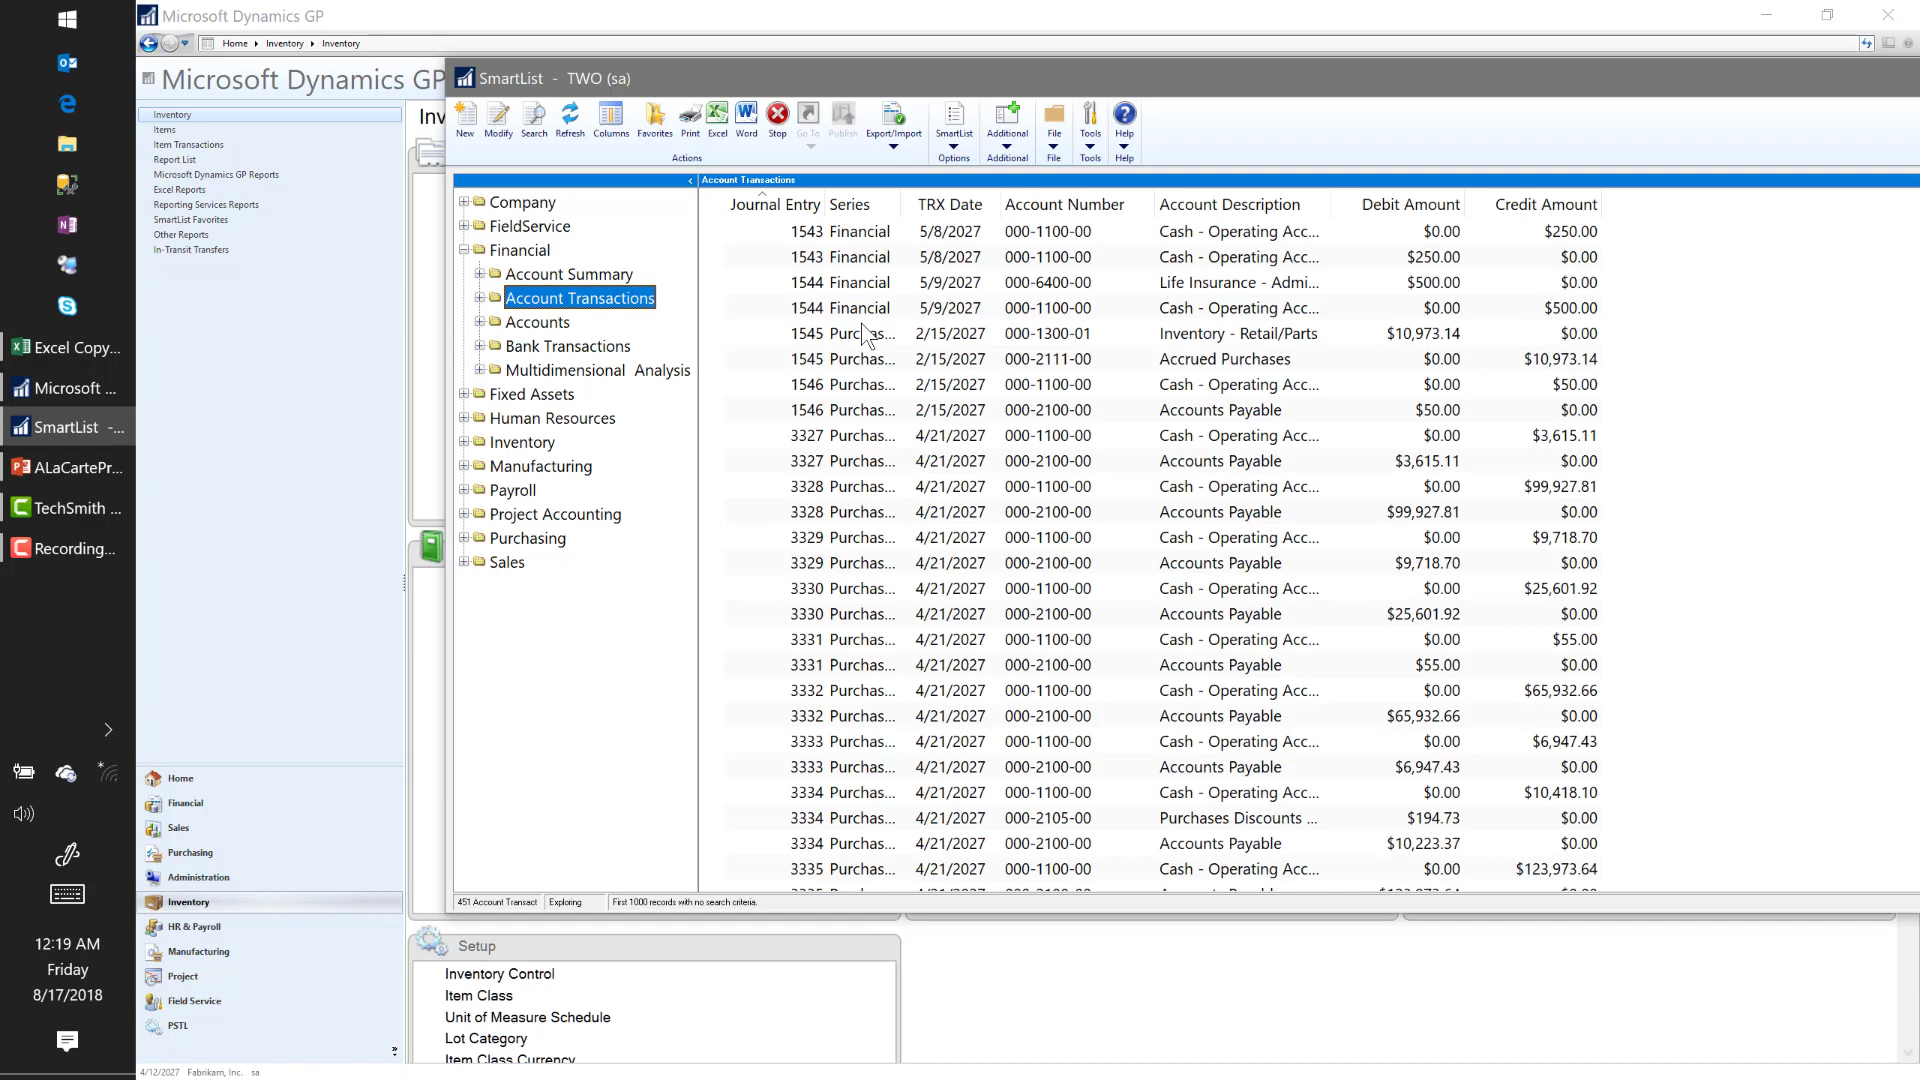 Microsoft Dynamics GP
Home Inventory Inventory
Microsoft Dynamics GP
SmartList - TWO (sa)
Inventory
Items
Item Transactions
Report List
Microsoft Dynamics GP Reports
Excel Reports
Reporting Services Reports
SmartList Favorites
Other Reports
In-Transit Transfers
Inv
New Modify Search Refresh Columns Favorites Print Excel Word Stop Go To Publish Export/Import SmartList Additional File Tools Help
Actions Options Additional File Tools Help
Account Transactions
Company
FieldService
Financial
Account Summary
Account Transactions
Accounts
Bank Transactions
Multidimensional Analysis
Fixed Assets
Human Resources
Inventory
Manufacturing
Payroll
Project Accounting
Purchasing
Sales
Journal Entry Series TRX Date Account Number Account Description Debit Amount Credit Amount
1543 Financial 5/8/2027 000-1100-00 Cash - Operating Acc... $0.00 $250.00
1543 Financial 5/8/2027 000-1100-00 Cash - Operating Acc... $250.00 $0.00
1544 Financial 5/9/2027 000-6400-00 Life Insurance - Admi... $500.00 $0.00
1544 Financial 5/9/2027 000-1100-00 Cash - Operating Acc... $0.00 $500.00
1545 Purchas... 2/15/2027 000-1300-01 Inventory - Retail/Parts $10,973.14 $0.00
1545 Purchas... 2/15/2027 000-2111-00 Accrued Purchases $0.00 $10,973.14
1546 Purchas... 2/15/2027 000-1100-00 Cash - Operating Acc... $0.00 $50.00
1546 Purchas... 2/15/2027 000-2100-00 Accounts Payable $50.00 $0.00
3327 Purchas... 4/21/2027 000-1100-00 Cash - Operating Acc... $0.00 $3,615.11
3327 Purchas... 4/21/2027 000-2100-00 Accounts Payable $3,615.11 $0.00
3328 Purchas... 4/21/2027 000-1100-00 Cash - Operating Acc... $0.00 $99,927.81
3328 Purchas... 4/21/2027 000-2100-00 Accounts Payable $99,927.81 $0.00
3329 Purchas... 4/21/2027 000-1100-00 Cash - Operating Acc... $0.00 $9,718.70
3329 Purchas... 4/21/2027 000-2100-00 Accounts Payable $9,718.70 $0.00
3330 Purchas... 4/21/2027 000-1100-00 Cash - Operating Acc... $0.00 $25,601.92
3330 Purchas... 4/21/2027 000-2100-00 Accounts Payable $25,601.92 $0.00
3331 Purchas... 4/21/2027 000-1100-00 Cash - Operating Acc... $0.00 $55.00
3331 Purchas... 4/21/2027 000-2100-00 Accounts Payable $55.00 $0.00
3332 Purchas... 4/21/2027 000-1100-00 Cash - Operating Acc... $0.00 $65,932.66
3332 Purchas... 4/21/2027 000-2100-00 Accounts Payable $65,932.66 $0.00
3333 Purchas... 4/21/2027 000-1100-00 Cash - Operating Acc... $0.00 $6,947.43
3333 Purchas... 4/21/2027 000-2100-00 Accounts Payable $6,947.43 $0.00
3334 Purchas... 4/21/2027 000-1100-00 Cash - Operating Acc... $0.00 $10,418.10
3334 Purchas... 4/21/2027 000-2105-00 Purchases Discounts ... $194.73 $0.00
3334 Purchas... 4/21/2027 000-2100-00 Accounts Payable $10,223.37 $0.00
3335 Purchas... 4/21/2027 000-1100-00 Cash - Operating Acc... $0.00 $123,973.64
451 Account Transact Exploring First 1000 records with no search criteria.
Home
Financial
Sales
Purchasing
Administration
Inventory
HR & Payroll
Manufacturing
Project
Field Service
PSTL
Setup
Inventory Control
Item Class
Unit of Measure Schedule
Lot Category
Item Class Currency
4/12/2027 Fabrikam, Inc. sa
Excel Copy...
Microsoft ...
SmartList -...
ALaCartePr...
TechSmith ...
Recording...
12:19 AM
Friday
8/17/2018